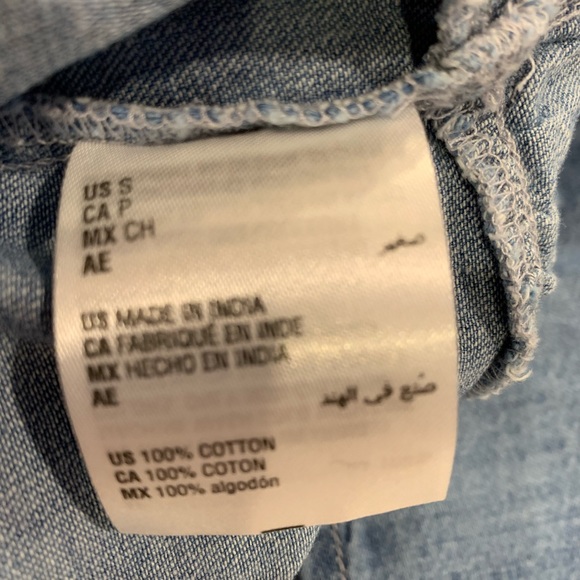 US S
CA P
MX CH
AE صغير
US MADE IN INDIA
CA FABRIQUÉ EN INDE
MX HECHO EN INDIA
AE صنع في الهند
US 100% COTTON
CA 100% COTON
MX 100% algodón